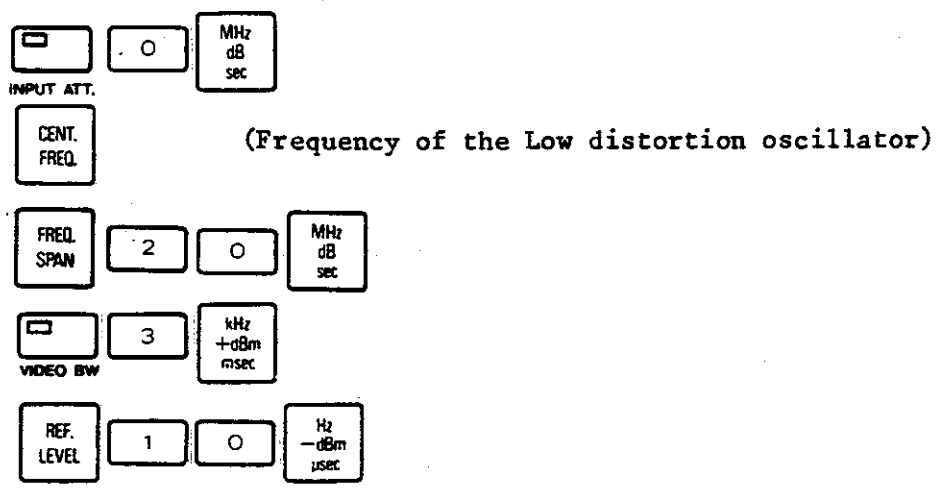 0
MHz
dB
sec
INPUT ATT.
CENT.
FREQ.
(Frequency of the Low distortion oscillator)
FREQ.
SPAN
2
0
MHz
dB
sec
VIDEO BW
3
kHz
+dBm
msec
REF.
LEVEL
1
0
Hz
−dBm
μsec